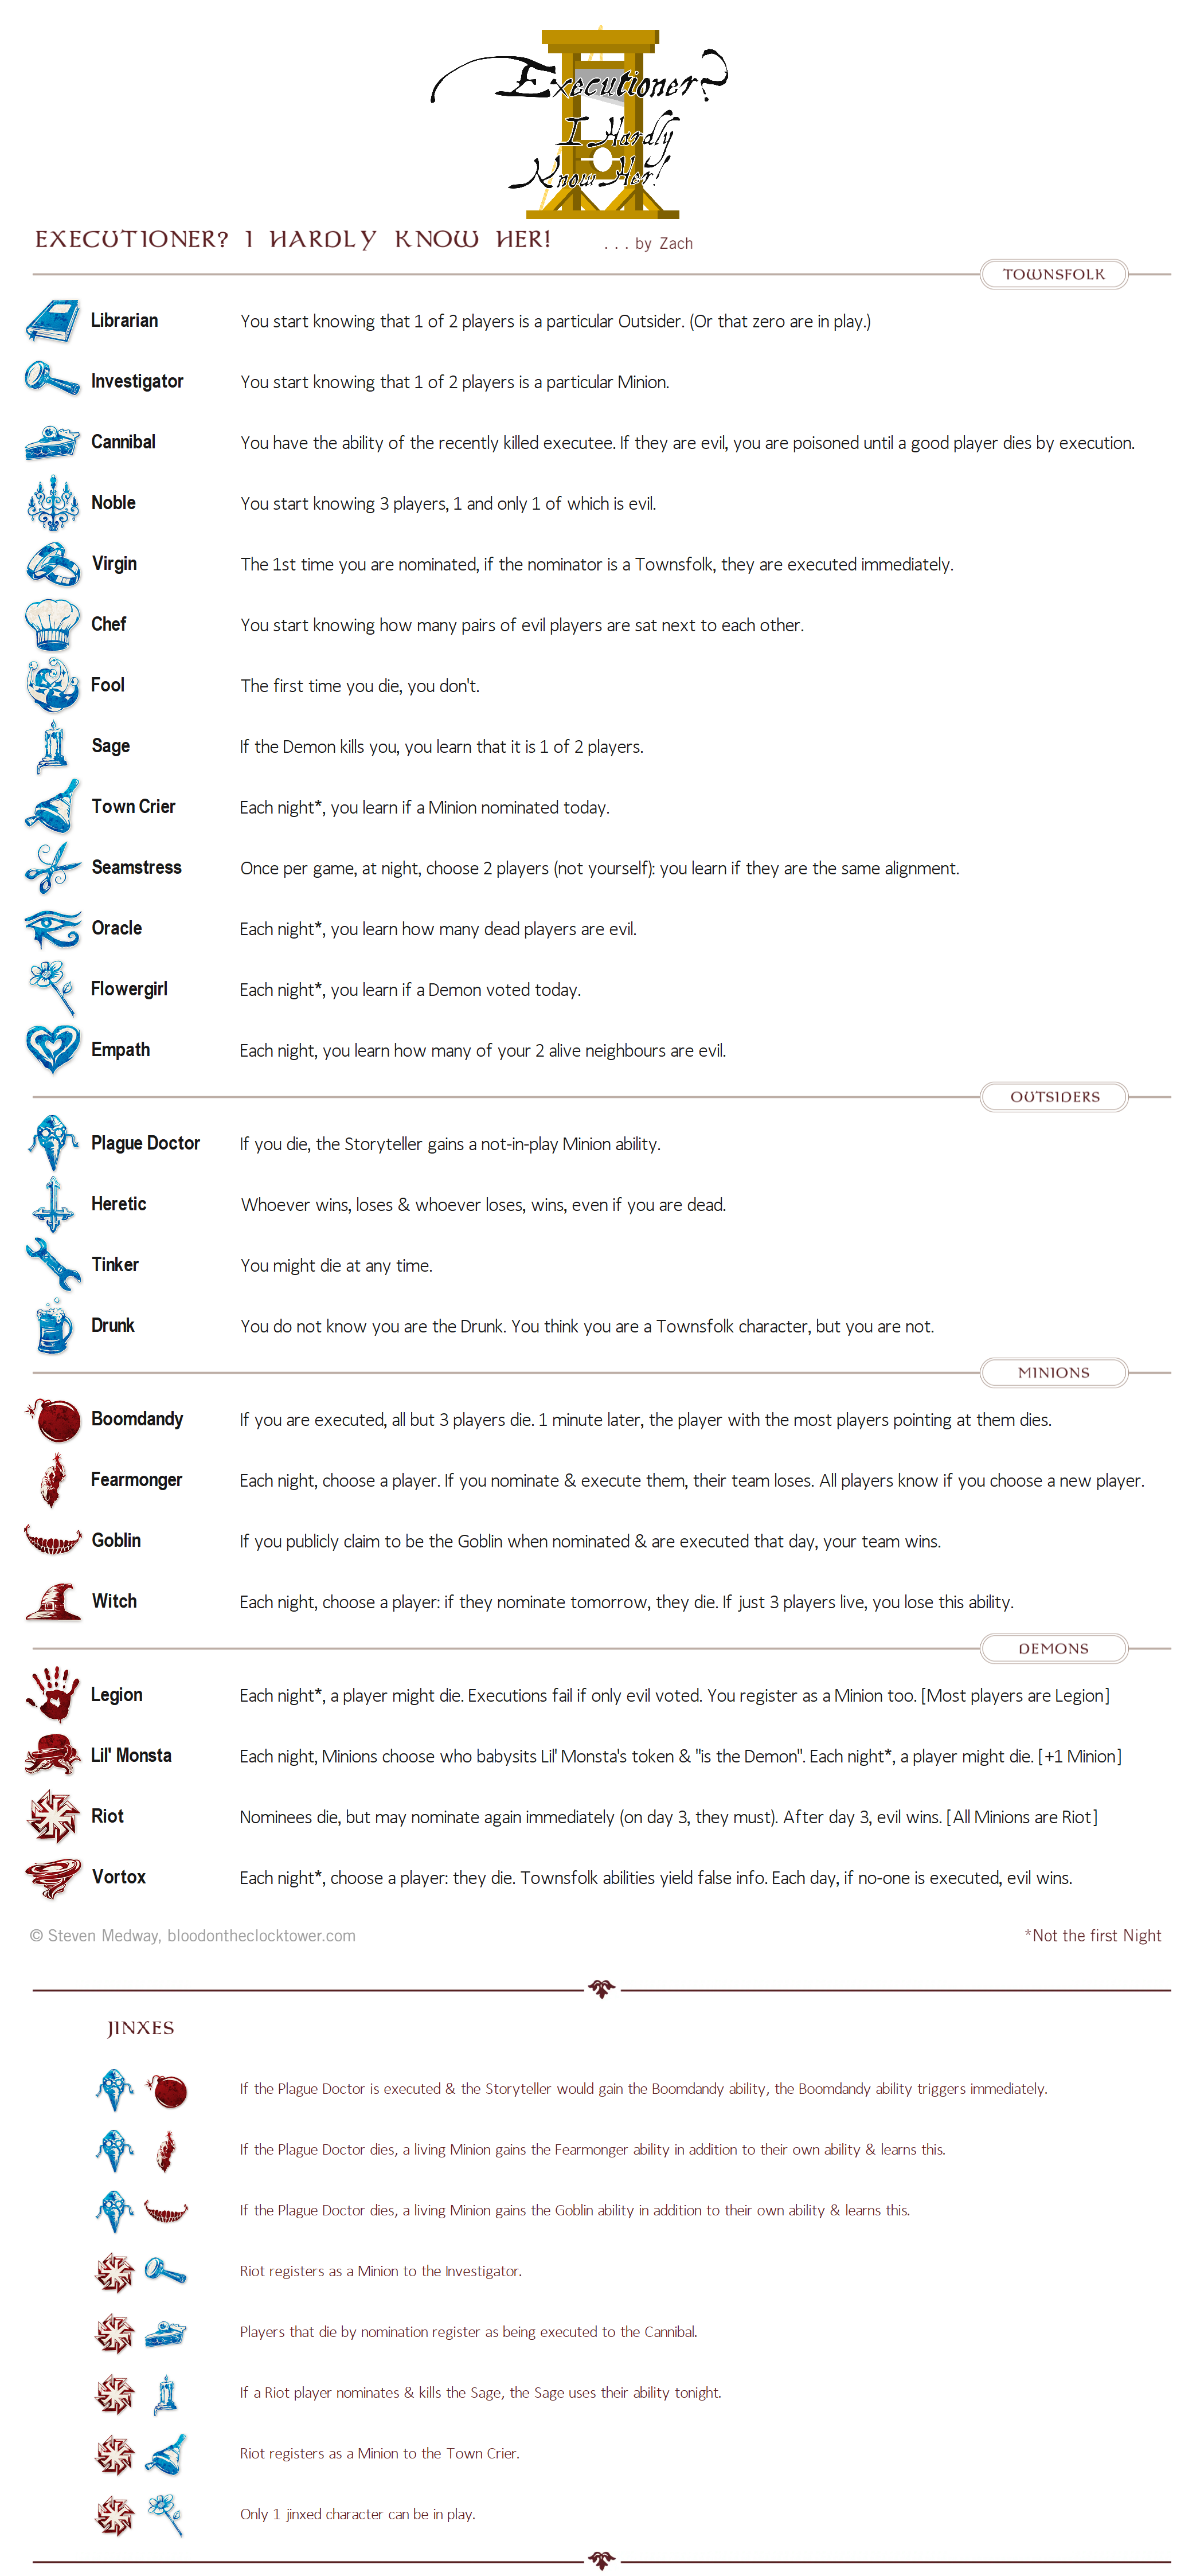 Executioner?
I Hardly
Know Her!
EXECUTIONER? I HARDLY KNOW HER! . . . by Zach
TOWNSFOLK
Librarian You start knowing that 1 of 2 players is a particular Outsider. (Or that zero are in play.)
Investigator You start knowing that 1 of 2 players is a particular Minion.
Cannibal You have the ability of the recently killed executee. If they are evil, you are poisoned until a good player dies by execution.
Noble You start knowing 3 players, 1 and only 1 of which is evil.
Virgin The 1st time you are nominated, if the nominator is a Townsfolk, they are executed immediately.
Chef You start knowing how many pairs of evil players are sat next to each other.
Fool The first time you die, you don't.
Sage If the Demon kills you, you learn that it is 1 of 2 players.
Town Crier Each night*, you learn if a Minion nominated today.
Seamstress Once per game, at night, choose 2 players (not yourself): you learn if they are the same alignment.
Oracle Each night*, you learn how many dead players are evil.
Flowergirl Each night*, you learn if a Demon voted today.
Empath Each night, you learn how many of your 2 alive neighbours are evil.
OUTSIDERS
Plague Doctor If you die, the Storyteller gains a not-in-play Minion ability.
Heretic Whoever wins, loses & whoever loses, wins, even if you are dead.
Tinker You might die at any time.
Drunk You do not know you are the Drunk. You think you are a Townsfolk character, but you are not.
MINIONS
Boomdandy If you are executed, all but 3 players die. 1 minute later, the player with the most players pointing at them dies.
Fearmonger Each night, choose a player. If you nominate & execute them, their team loses. All players know if you choose a new player.
Goblin If you publicly claim to be the Goblin when nominated & are executed that day, your team wins.
Witch Each night, choose a player: if they nominate tomorrow, they die. If just 3 players live, you lose this ability.
DEMONS
Legion Each night*, a player might die. Executions fail if only evil voted. You register as a Minion too. [Most players are Legion]
Lil' Monsta Each night, Minions choose who babysits Lil' Monsta's token & "is the Demon". Each night*, a player might die. [+1 Minion]
Riot Nominees die, but may nominate again immediately (on day 3, they must). After day 3, evil wins. [All Minions are Riot]
Vortox Each night*, choose a player: they die. Townsfolk abilities yield false info. Each day, if no-one is executed, evil wins.
© Steven Medway, bloodontheclocktower.com *Not the first Night
JINXES
If the Plague Doctor is executed & the Storyteller would gain the Boomdandy ability, the Boomdandy ability triggers immediately.
If the Plague Doctor dies, a living Minion gains the Fearmonger ability in addition to their own ability & learns this.
If the Plague Doctor dies, a living Minion gains the Goblin ability in addition to their own ability & learns this.
Riot registers as a Minion to the Investigator.
Players that die by nomination register as being executed to the Cannibal.
If a Riot player nominates & kills the Sage, the Sage uses their ability tonight.
Riot registers as a Minion to the Town Crier.
Only 1 jinxed character can be in play.